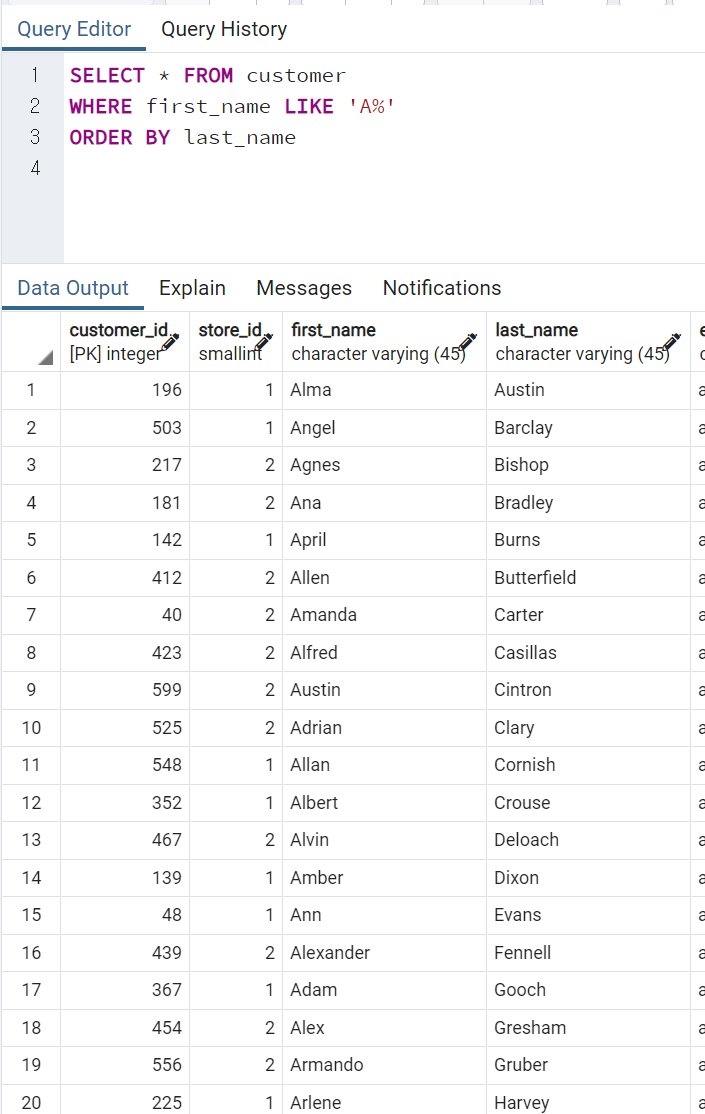 Query Editor Query History
1 SELECT * FROM customer
2 WHERE first_name LIKE 'A%'
3 ORDER BY last_name
4
Data Output Explain Messages Notifications
customer_id store_id first_name last_name
[PK] integer smallint character varying (45) character varying (45)
1 196 1 Alma Austin
2 503 1 Angel Barclay
3 217 2 Agnes Bishop
4 181 2 Ana Bradley
5 142 1 April Burns
6 412 2 Allen Butterfield
7 40 2 Amanda Carter
8 423 2 Alfred Casillas
9 599 2 Austin Cintron
10 525 2 Adrian Clary
11 548 1 Allan Cornish
12 352 1 Albert Crouse
13 467 2 Alvin Deloach
14 139 1 Amber Dixon
15 48 1 Ann Evans
16 439 2 Alexander Fennell
17 367 1 Adam Gooch
18 454 2 Alex Gresham
19 556 2 Armando Gruber
20 225 1 Arlene Harvey